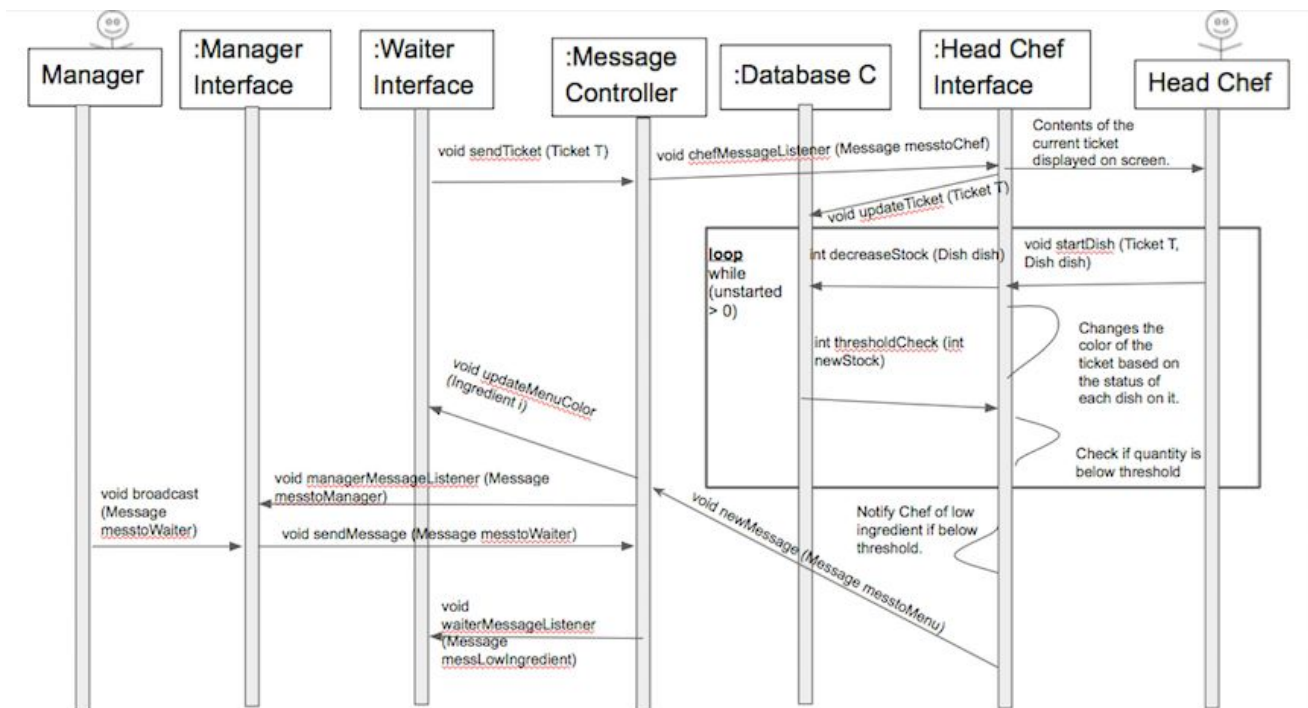 Manager
:Manager
Interface
:Waiter
Interface
:Message
Controller
:Database C
:Head Chef
Interface
Head Chef
void sendTicket (Ticket T)
void chefMessageListener (Message messtoChef)
Contents of the
current ticket
displayed on screen.
void updateTicket (Ticket T)
loop
while
(unstarted
> 0)
int decreaseStock (Dish dish)
void startDish (Ticket T,
Dish dish)
int thresholdCheck (int
newStock)
Changes the
color of the
ticket based on
the status of
each dish on it.
void updateMenuColor
(Ingredient i)
Check if quantity is
below threshold
void managerMessageListener (Message
messtoManager)
void broadcast
(Message
messtoWaiter)
void sendMessage (Message messtoWaiter)
void newMessage (Message messtoMenu)
Notify Chef of low
ingredient if below
threshold.
void
waiterMessageListener
(Message
messLowIngredient)